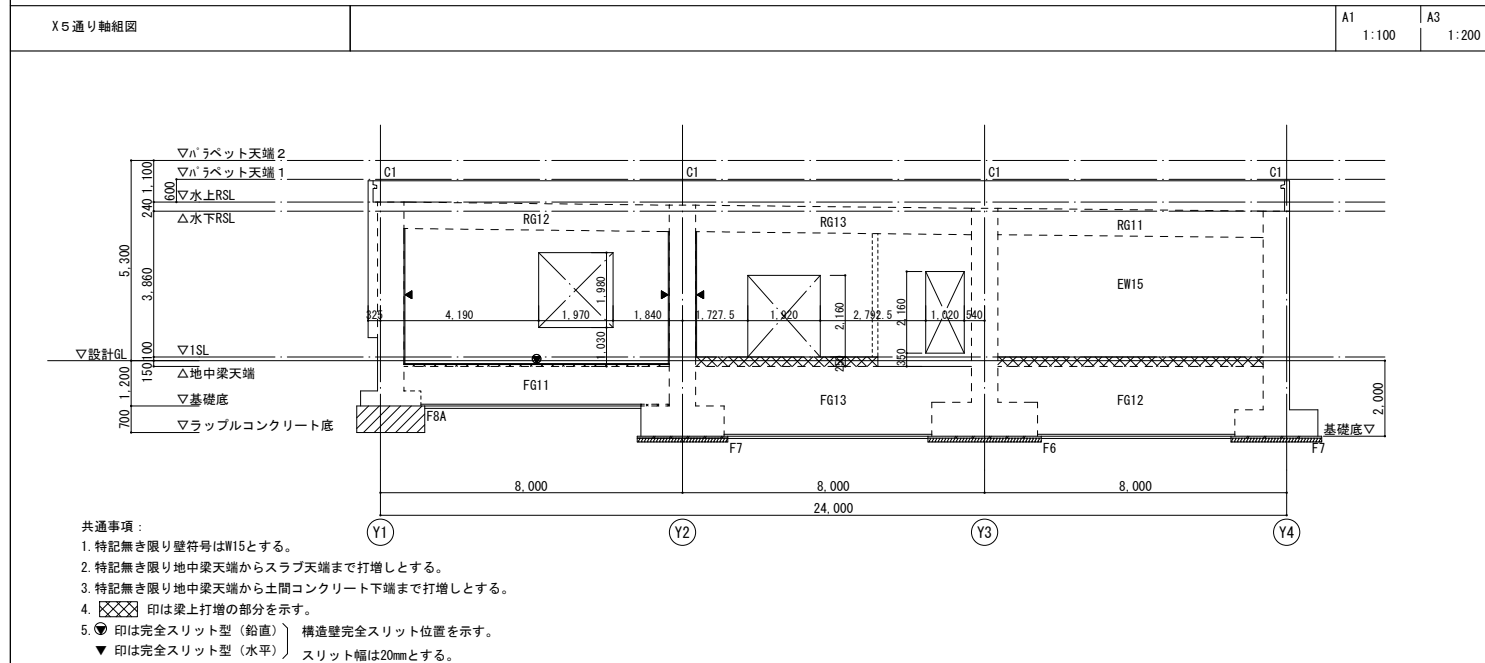 X5通り軸組図
A1
1:100
A3
1:200
▽パラペット天端2
▽パラペット天端1
▽水上RSL
△水下RSL
▽1SL
▽設計GL
△地中梁天端
▽基礎底
▽ラップルコンクリート底
1,100
600
240
5,300
3,860
100
150
1,200
700
C1
C1
C1
C1
RG12
RG13
RG11
EW15
325
4,190
1,970
1,840
1,727.5
1,920
2,792.5
1,020
540
1,980
1,030
2,160
250
2,160
350
FG11
FG13
FG12
F8A
F7
F6
F7
2,000
基礎底▽
8,000
8,000
8,000
24,000
Y1
Y2
Y3
Y4
共通事項：
1. 特記無き限り壁符号はW15とする。
2. 特記無き限り地中梁天端からスラブ天端まで打増しとする。
3. 特記無き限り地中梁天端から土間コンクリート下端まで打増しとする。
4. 印は梁上打増の部分を示す。
5. 印は完全スリット型（鉛直） 構造壁完全スリット位置を示す。
▼ 印は完全スリット型（水平） スリット幅は20mmとする。